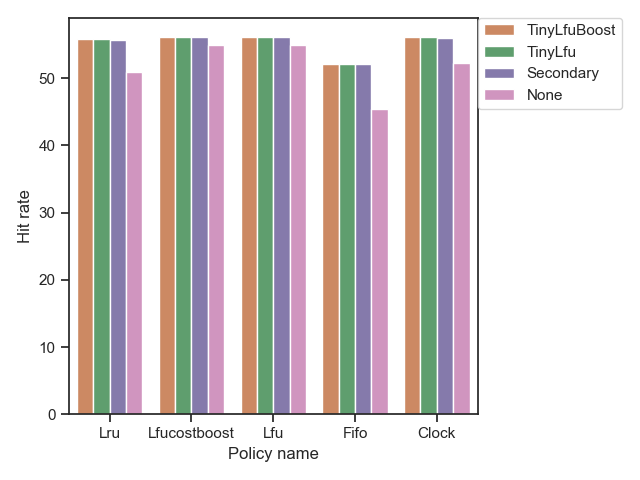 TinyLfuBoost
TinyLfu
Secondary
None
Hit rate
50
40
30
20
10
0
Lru Lfucostboost Lfu Fifo Clock
Policy name